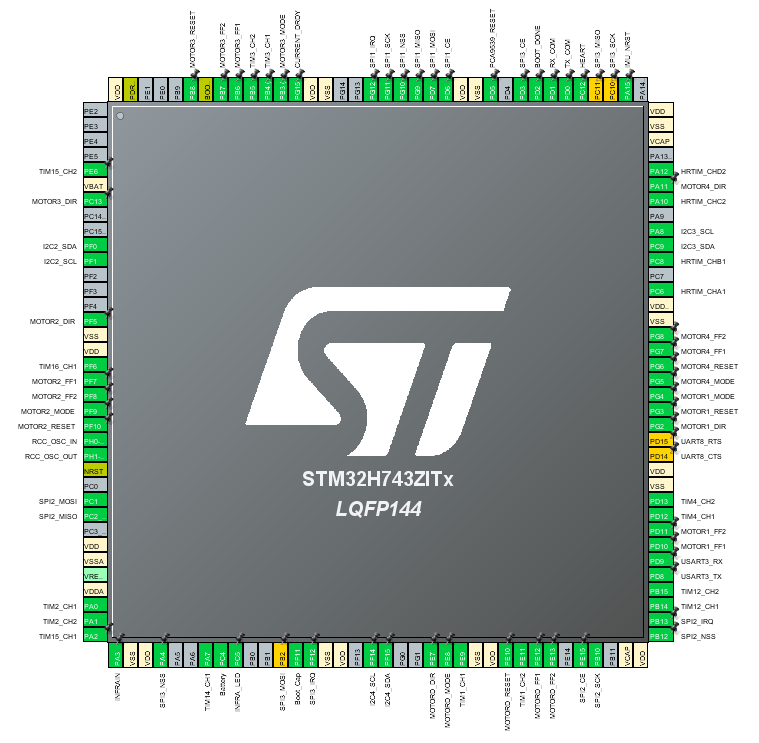 MOTOR3_RESET
MOTOR3_FF2
MOTOR3_FF1
TIM3_CH2
TIM3_CH1
MOTOR3_MODE
CURRENT_DRDY
SPI1_IRQ
SPI1_SCK
SPI1_NSS
SPI1_MISO
SPI1_MOSI
SPI1_CE
PCA9539_RESET
SPI3_CE
BOOT_DONE
RX_COM
TX_COM
HEART
SPI3_MISO
SPI3_SCK
IMU_NRST
VDD
PDR
PE1
PE0
PB9
PB8
BOO
PB7
PB6
PB5
PB4
PB3
PG15
VDD
VSS
PG14
PG13
PG12
PG11
PG10
PG9
PD7
PD6
VDD
VSS
PD5
PD4
PD3
PD2
PD1
PD0
PC12
PC11
PC10
PA15
PA14
PE2
PE3
PE4
PE5
TIM15_CH2 PE6
VBAT
MOTOR3_DIR PC13
PC14..
PC15..
I2C2_SDA PF0
I2C2_SCL PF1
PF2
PF3
PF4
MOTOR2_DIR PF5
VSS
VDD
TIM16_CH1 PF6
MOTOR2_FF1 PF7
MOTOR2_FF2 PF8
MOTOR2_MODE PF9
MOTOR2_RESET PF10
RCC_OSC_IN PH0-..
RCC_OSC_OUT PH1-..
NRST
PC0
SPI2_MOSI PC1
SPI2_MISO PC2
PC3
VDD
VSSA
VRE..
VDDA
TIM2_CH1 PA0
TIM2_CH2 PA1
TIM15_CH1 PA2
STM32H743ZITx
LQFP144
VDD
VSS
VCAP
PA13..
PA12 HRTIM_CHD2
PA11 MOTOR4_DIR
PA10 HRTIM_CHC2
PA9
PA8 I2C3_SCL
PC9 I2C3_SDA
PC8 HRTIM_CHB1
PC7
PC6 HRTIM_CHA1
VDD..
VSS
PG8 MOTOR4_FF2
PG7 MOTOR4_FF1
PG6 MOTOR4_RESET
PG5 MOTOR4_MODE
PG4 MOTOR1_MODE
PG3 MOTOR1_RESET
PG2 MOTOR1_DIR
PD15 UART8_RTS
PD14 UART8_CTS
VDD
VSS
PD13 TIM4_CH2
PD12 TIM4_CH1
PD11 MOTOR1_FF2
PD10 MOTOR1_FF1
PD9 USART3_RX
PD8 USART3_TX
PB15 TIM12_CH2
PB14 TIM12_CH1
PB13 SPI2_IRQ
PB12 SPI2_NSS
PA3
VSS
VDD
PA4
PA5
PA6
PA7
PC4
PC5
PB0
PB1
PB2
PF11
PF12
VSS
VDD
PF13
PF14
PF15
PG0
PG1
PE7
PE8
PE9
VSS
VDD
PE10
PE11
PE12
PE13
PE14
PE15
PB10
PB11
VCAP
VDD
INFRAIN
SPI3_NSS
TIM14_CH1
Battery
INFRA_LED
SPI3_MOSI
Boot_Cap
SPI3_IRQ
I2C4_SCL
I2C4_SDA
MOTORD_DIR
MOTORD_MODE
TIM1_CH1
MOTORD_RESET
TIM1_CH2
MOTORD_FF1
MOTORD_FF2
SPI2_CE
SPI2_SCK